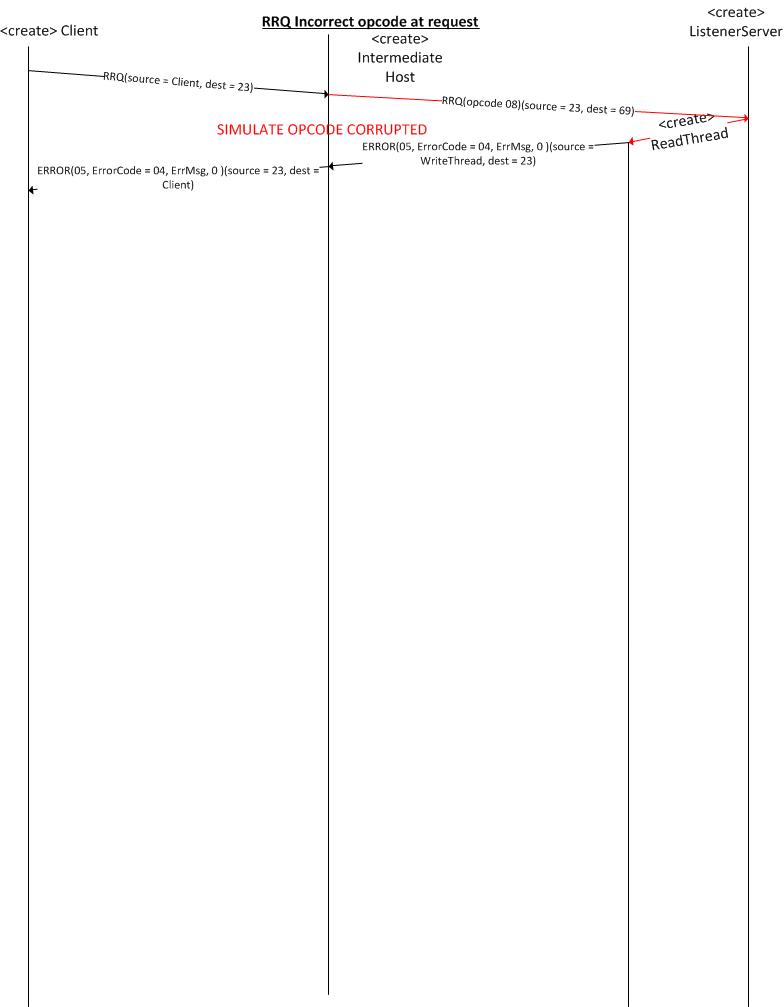 RRQ Incorrect opcode at request
<create> Client
<create>
Intermediate
Host
<create>
ListenerServer
RRQ(source = Client, dest = 23)
RRQ(opcode 08)(source = 23, dest = 69)
<create>
ReadThread
SIMULATE OPCODE CORRUPTED
ERROR(05, ErrorCode = 04, ErrMsg, 0 )(source =
WriteThread, dest = 23)
ERROR(05, ErrorCode = 04, ErrMsg, 0 )(source = 23, dest =
Client)